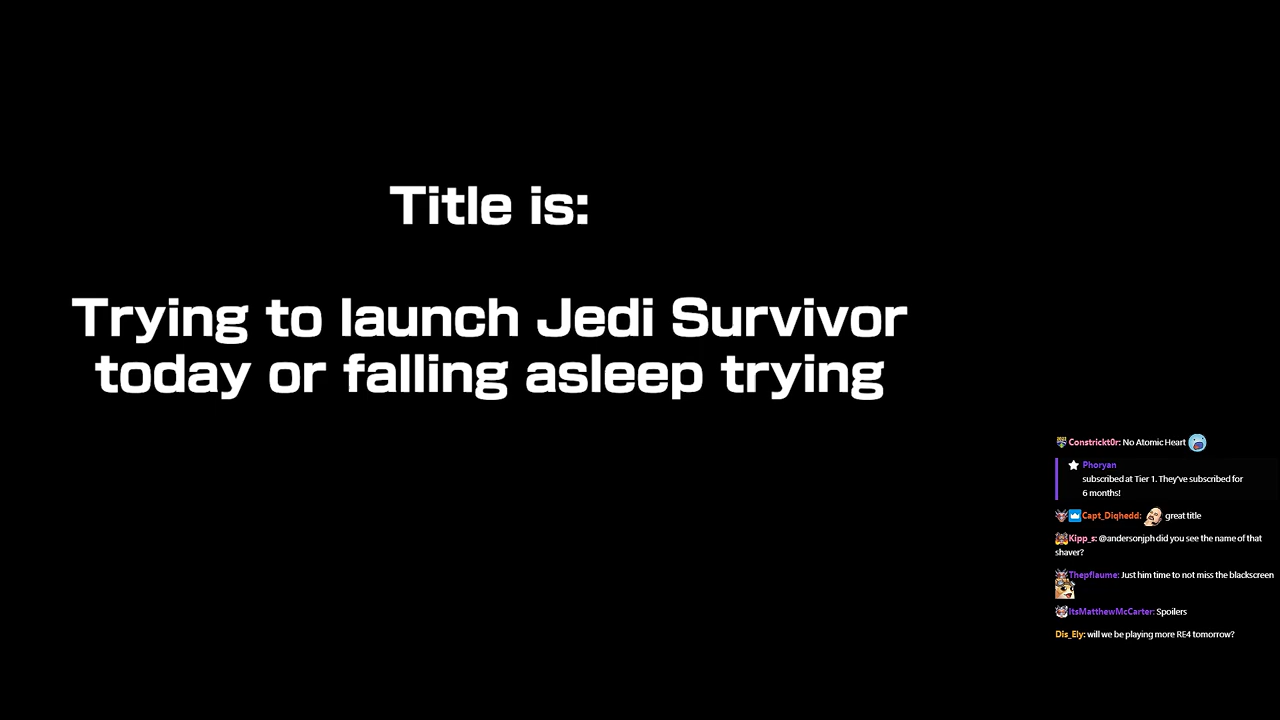 Title is:
Trying to launch Jedi Survivor
today or falling asleep trying
Constrickt0r: No Atomic Heart
Phoryan
subscribed at Tier 1. They've subscribed for
6 months!
Capt_Diqhedd: great title
Kipp_s: @andersonjph did you see the name of that
shaver?
Thepflaume: Just him time to not miss the blackscreen
ItsMatthewMcCarter: Spoilers
Dis_Ely: will we be playing more RE4 tomorrow?